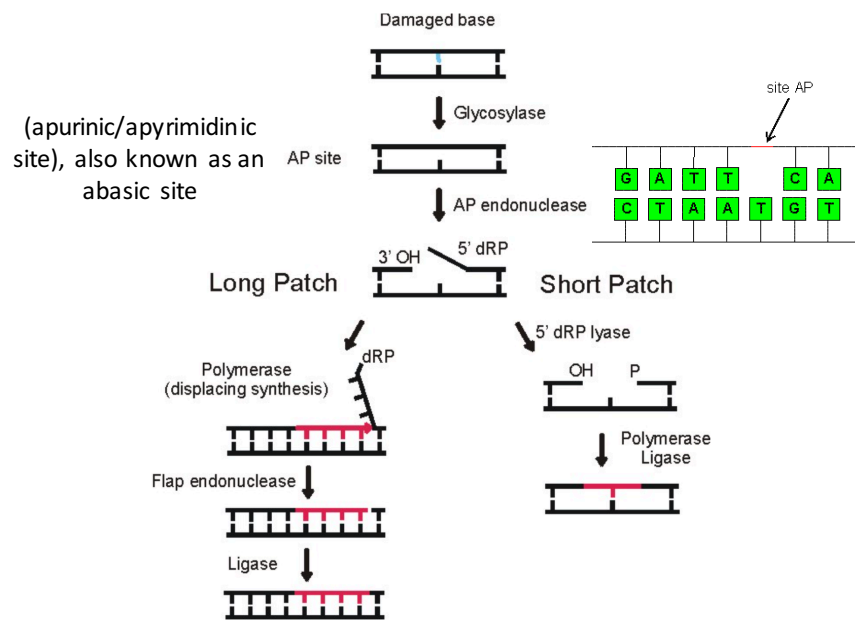 Damaged base
Glycosylase
(apurinic/apyrimidinic
site), also known as an
abasic site
AP site
AP endonuclease
site AP
G A T T C A
C T A A T G T
3' OH
5' dRP
Long Patch
Short Patch
5' dRP lyase
dRP
Polymerase
(displacing synthesis)
OH P
Polymerase
Ligase
Flap endonuclease
Ligase